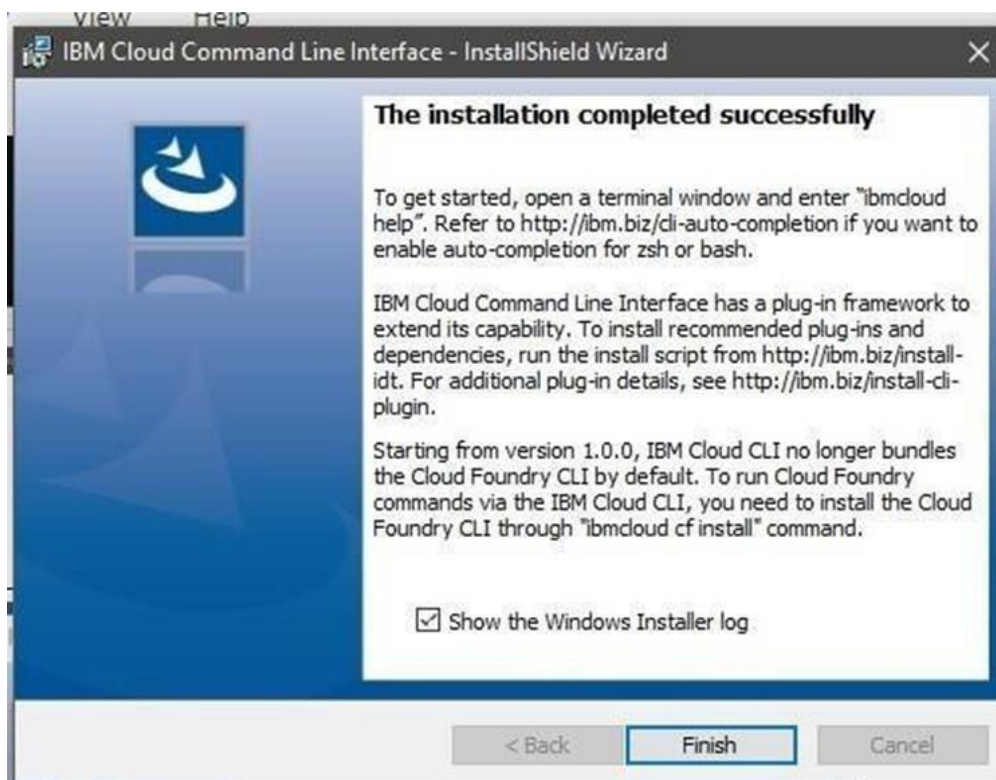 View Help
IBM Cloud Command Line Interface - InstallShield Wizard
The installation completed successfully
To get started, open a terminal window and enter "ibmcloud
help". Refer to http://ibm.biz/cli-auto-completion if you want to
enable auto-completion for zsh or bash.
IBM Cloud Command Line Interface has a plug-in framework to
extend its capability. To install recommended plug-ins and
dependencies, run the install script from http://ibm.biz/install-
idt. For additional plug-in details, see http://ibm.biz/install-cli-
plugin.
Starting from version 1.0.0, IBM Cloud CLI no longer bundles
the Cloud Foundry CLI by default. To run Cloud Foundry
commands via the IBM Cloud CLI, you need to install the Cloud
Foundry CLI through "ibmcloud cf install" command.
Show the Windows Installer log
< Back Finish Cancel